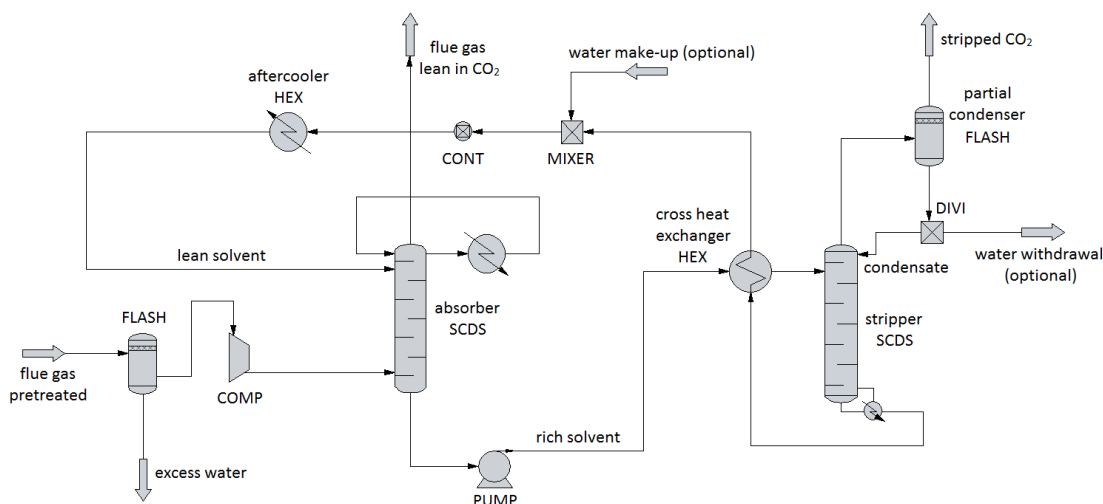 flue gas
lean in CO₂
water make-up (optional)
stripped CO₂
aftercooler
HEX
partial
condenser
FLASH
CONT
MIXER
DIVI
cross heat
exchanger
HEX
lean solvent
condensate
water withdrawal
(optional)
FLASH
absorber
SCDS
stripper
SCDS
flue gas
pretreated
COMP
rich solvent
excess water
PUMP